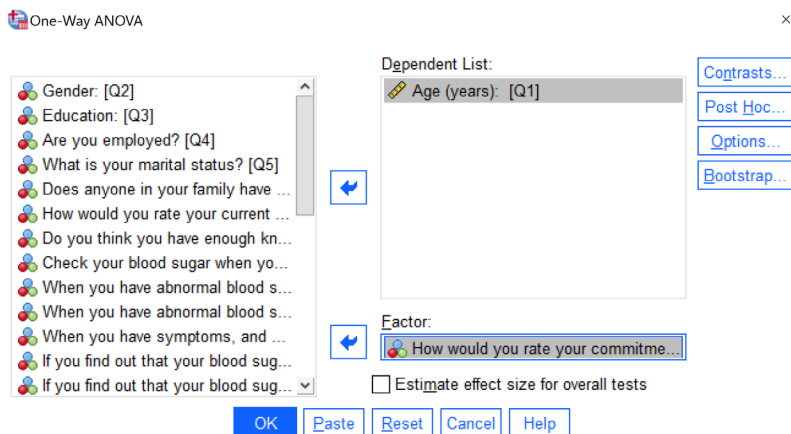 One-Way ANOVA
×
Gender: [Q2]
Education: [Q3]
Are you employed? [Q4]
What is your marital status? [Q5]
Does anyone in your family have ...
How would you rate your current ...
Do you think you have enough kn...
Check your blood sugar when yo...
When you have abnormal blood s...
When you have abnormal blood s...
When you have symptoms, and ...
If you find out that your blood sug...
If you find out that your blood sug...
Dependent List:
Age (years): [Q1]
Factor:
How would you rate your commitme...
Estimate effect size for overall tests
Contrasts...
Post Hoc...
Options...
Bootstrap...
OK
Paste
Reset
Cancel
Help